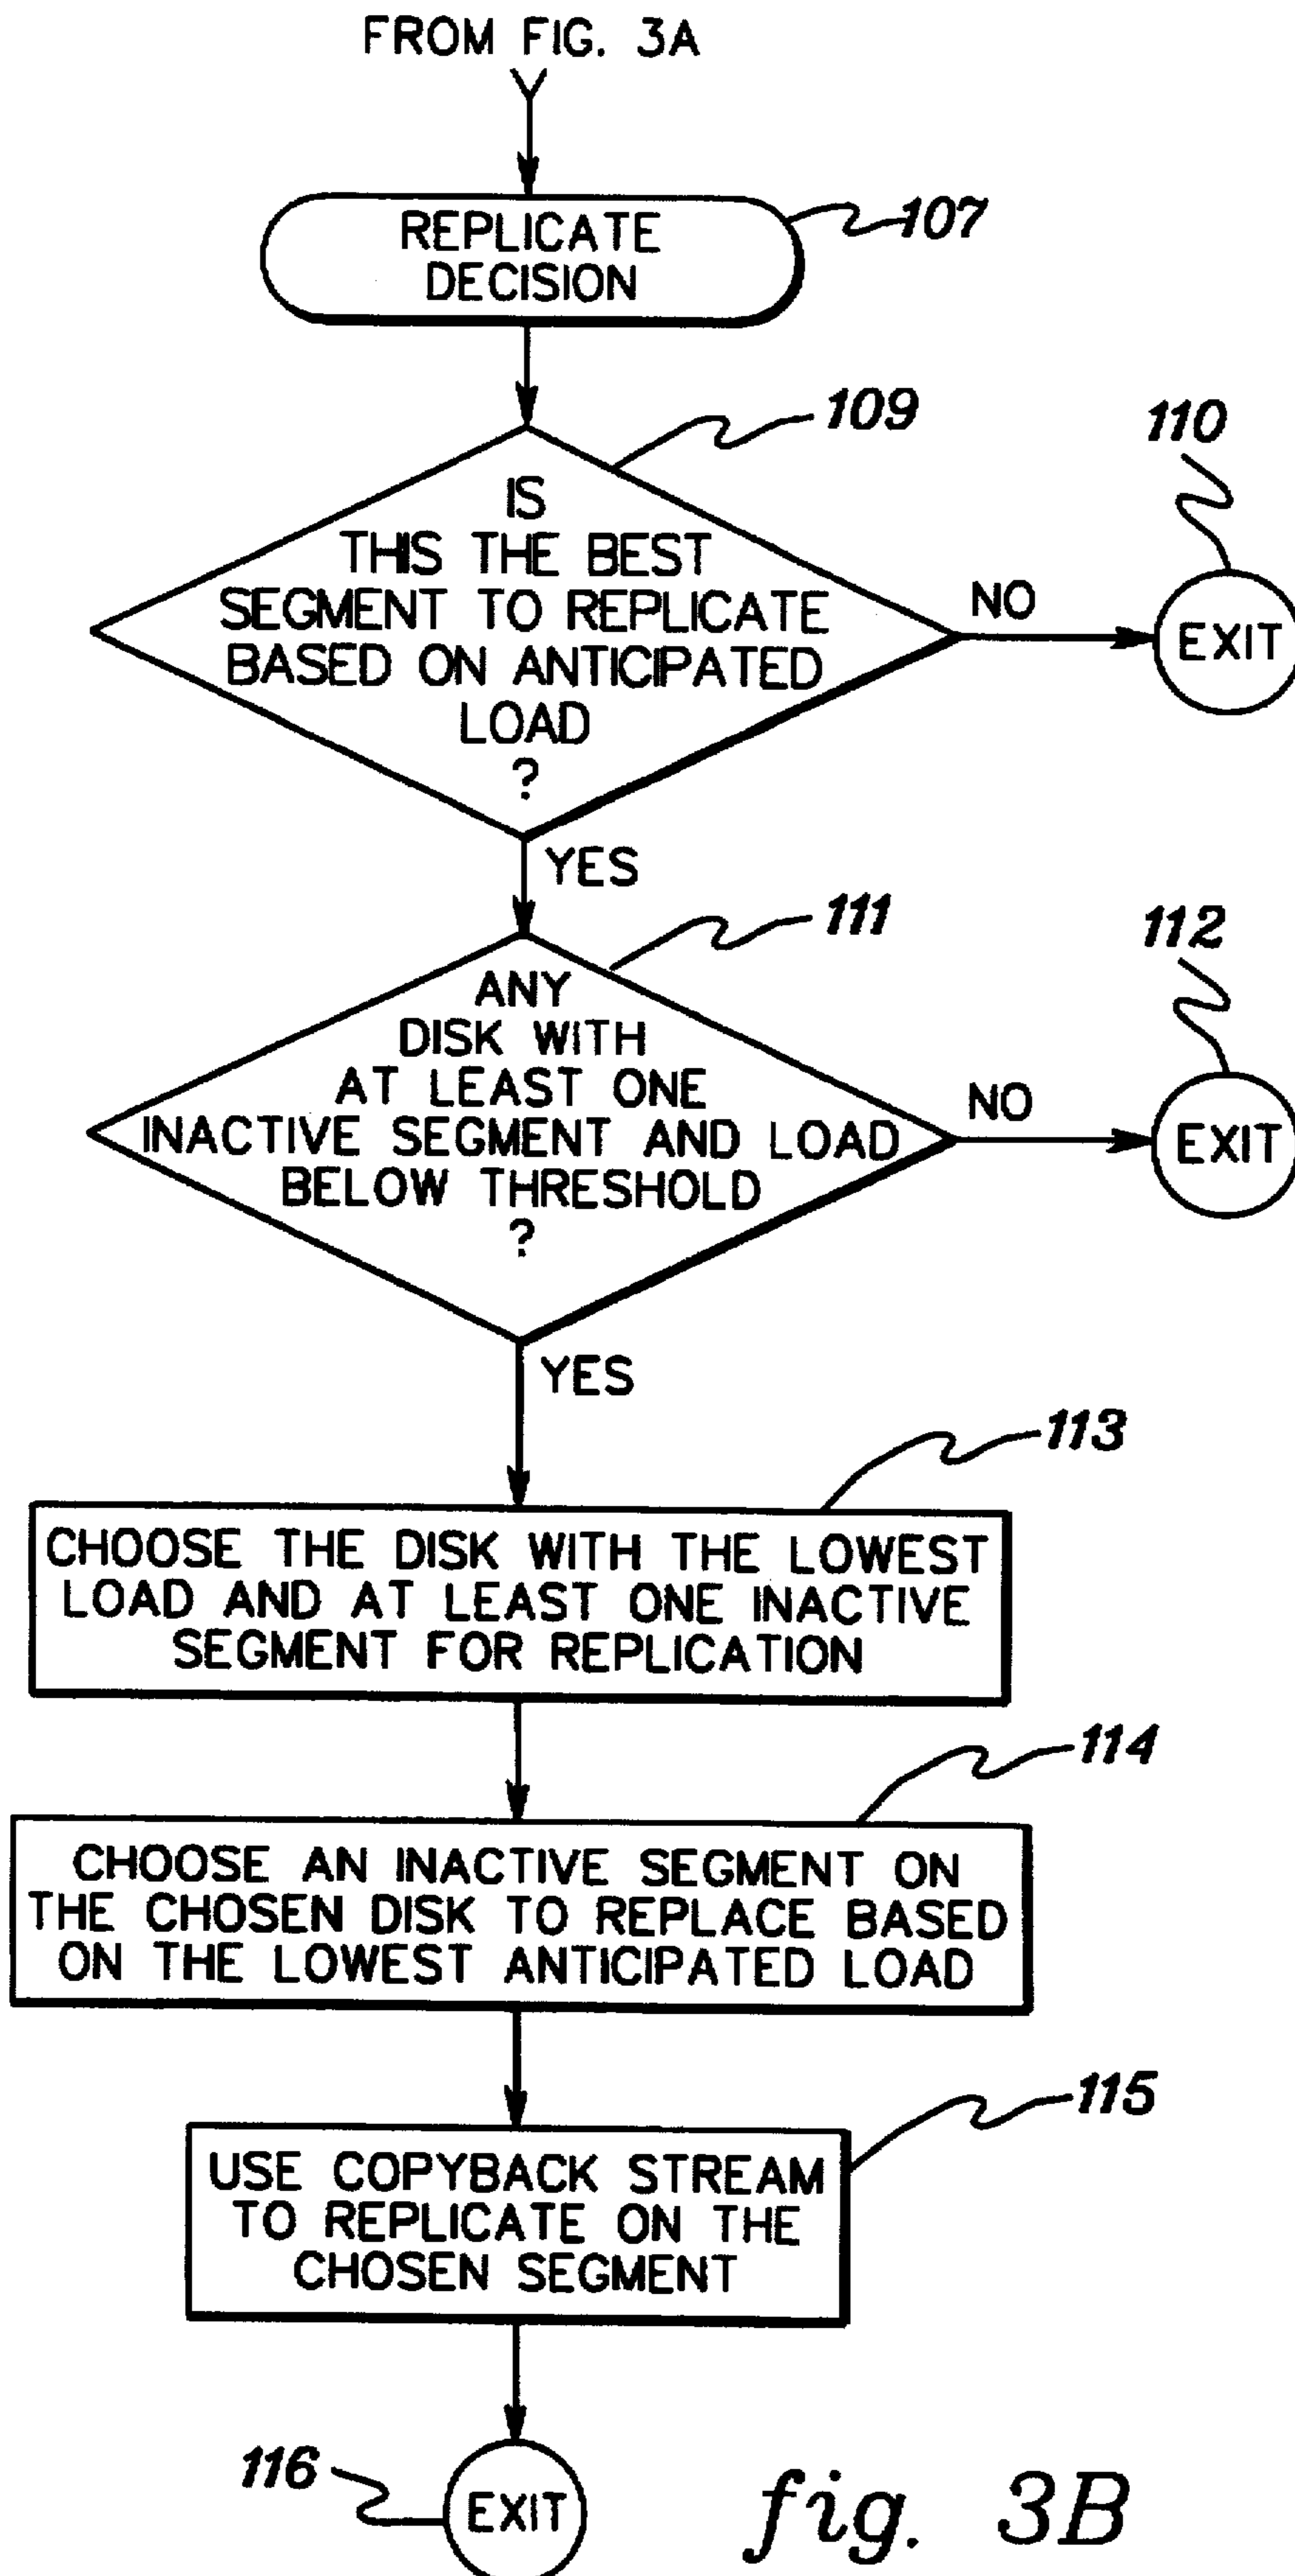 FROM FIG. 3A
REPLICATE
DECISION
107
109
IS
THIS THE BEST
SEGMENT TO REPLICATE
BASED ON ANTICIPATED
LOAD
?
NO
110
EXIT
YES
111
ANY
DISK WITH
AT LEAST ONE
INACTIVE SEGMENT AND LOAD
BELOW THRESHOLD
?
NO
112
EXIT
YES
113
CHOOSE THE DISK WITH THE LOWEST
LOAD AND AT LEAST ONE INACTIVE
SEGMENT FOR REPLICATION
114
CHOOSE AN INACTIVE SEGMENT ON
THE CHOSEN DISK TO REPLACE BASED
ON THE LOWEST ANTICIPATED LOAD
115
USE COPYBACK STREAM
TO REPLICATE ON THE
CHOSEN SEGMENT
116
EXIT
fig. 3B